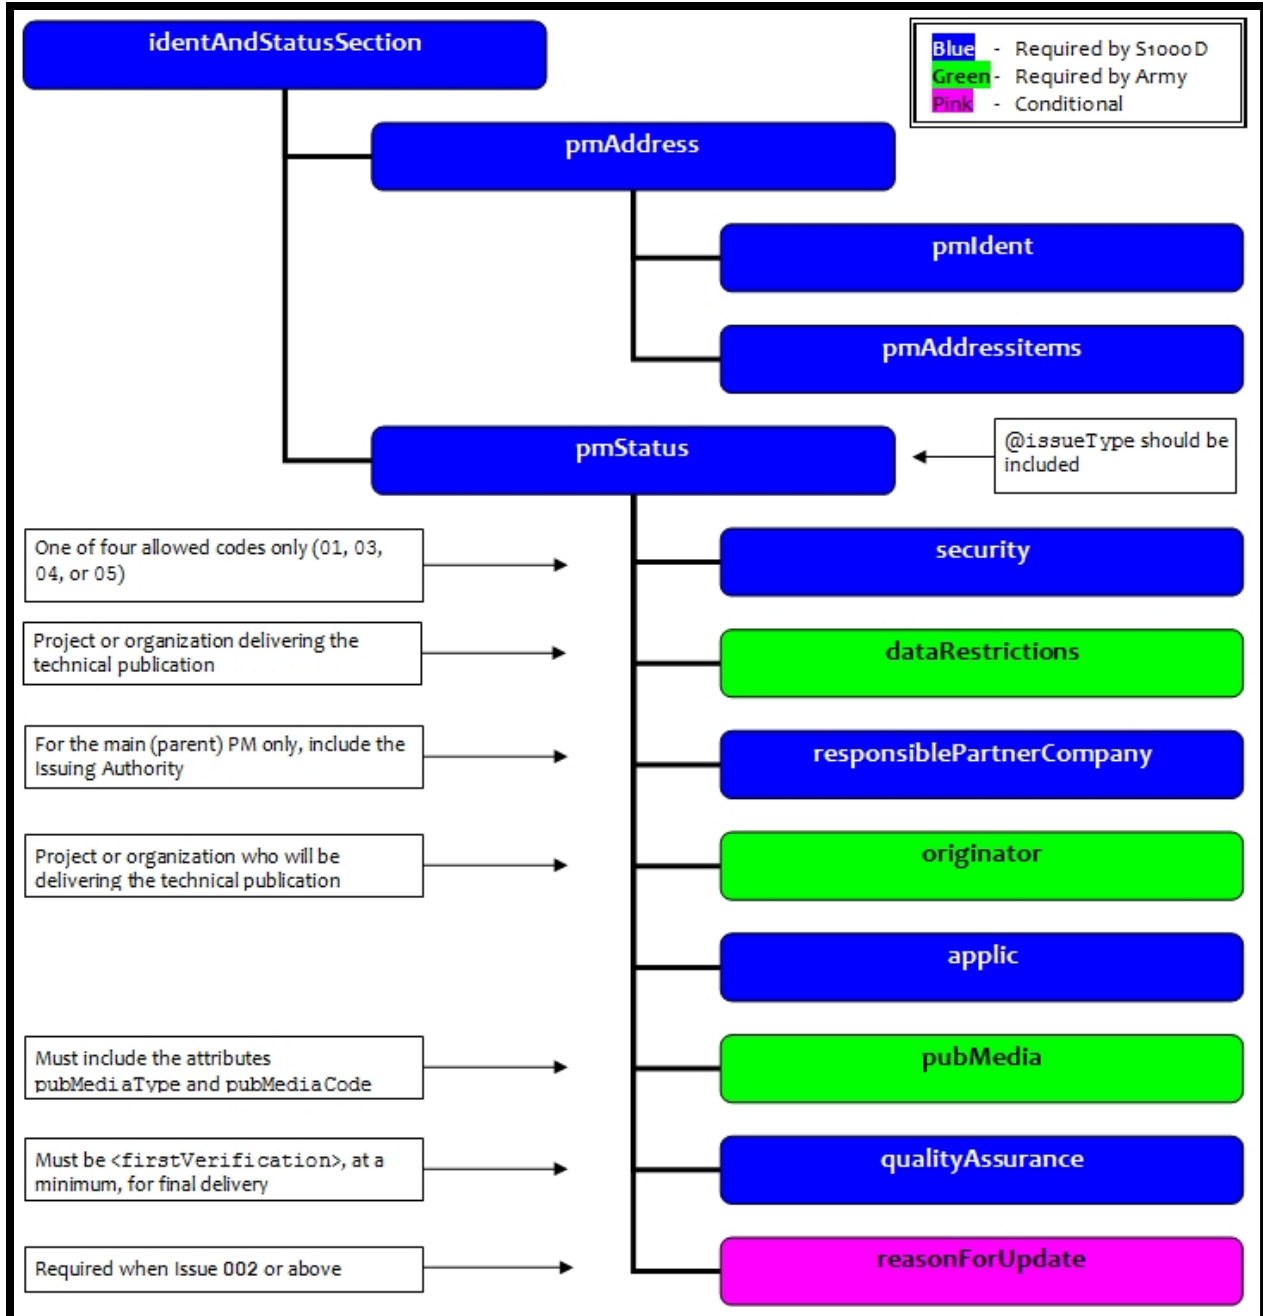 identAndStatusSection
Blue - Required by S1000D
Green - Required by Army
Pink - Conditional
pmAddress
pmIdent
pmAddressitems
pmStatus
@issueType should be
included
One of four allowed codes only (01, 03,
04, or 05)
security
Project or organization delivering the
technical publication
dataRestrictions
For the main (parent) PM only, include the
Issuing Authority
responsiblePartnerCompany
Project or organization who will be
delivering the technical publication
originator
applic
Must include the attributes
pubMediaType and pubMediaCode
pubMedia
Must be <firstVerification>, at a
minimum, for final delivery
qualityAssurance
Required when Issue 002 or above
reasonForUpdate